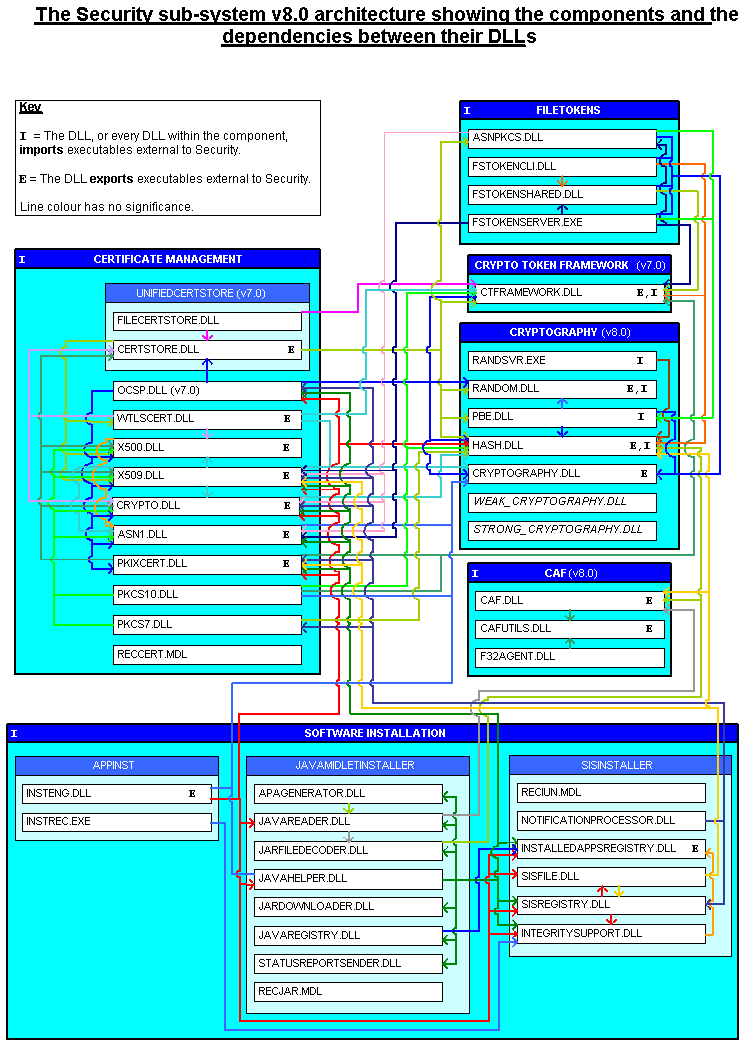 The Security sub-system v8.0 architecture showing the components and the
dependencies between their DLLs
Key
I = The DLL, or every DLL within the component,
imports executables external to Security.
E = The DLL exports executables external to Security.
Line colour has no significance.
I FILETOKENS
ASNPKCS.DLL
FSTOKENCLI.DLL
FSTOKENSHARED.DLL
FSTOKENSERVER.EXE
I CERTIFICATE MANAGEMENT
UNIFIEDCERTSTORE (v7.0)
FILECERTSTORE.DLL
CERTSTORE.DLL E
OCSP.DLL (v7.0)
WTLSCERT.DLL E
X500.DLL E
X509.DLL E
CRYPTO.DLL E
ASN1.DLL E
PKIXCERT.DLL E
PKCS10.DLL
PKCS7.DLL
RECCERT.MDL
CRYPTO TOKEN FRAMEWORK (v7.0)
CTFRAMEWORK.DLL E, I
CRYPTOGRAPHY (v8.0)
RANDSVR.EXE I
RANDOM.DLL E, I
PBE.DLL I
HASH.DLL E, I
CRYPTOGRAPHY.DLL E
WEAK_CRYPTOGRAPHY.DLL
STRONG_CRYPTOGRAPHY.DLL
I CAF (v8.0)
CAF.DLL E
CAFUTILS.DLL E
F32AGENT.DLL
I SOFTWARE INSTALLATION
APPINST
INSTENG.DLL E
INSTREC.EXE
JAVAMIDLETINSTALLER
APAGENERATOR.DLL
JAVAREADER.DLL
JARFILEDECODER.DLL
JAVAHELPER.DLL
JARDOWNLOADER.DLL
JAVAREGISTRY.DLL
STATUSREPORTSENDER.DLL
RECJAR.MDL
SISINSTALLER
RECIUN.MDL
NOTIFICATIONPROCESSOR.DLL
INSTALLEDAPPSREGISTRY.DLL E
SISFILE.DLL
SISREGISTRY.DLL
INTEGRITYSUPPORT.DLL